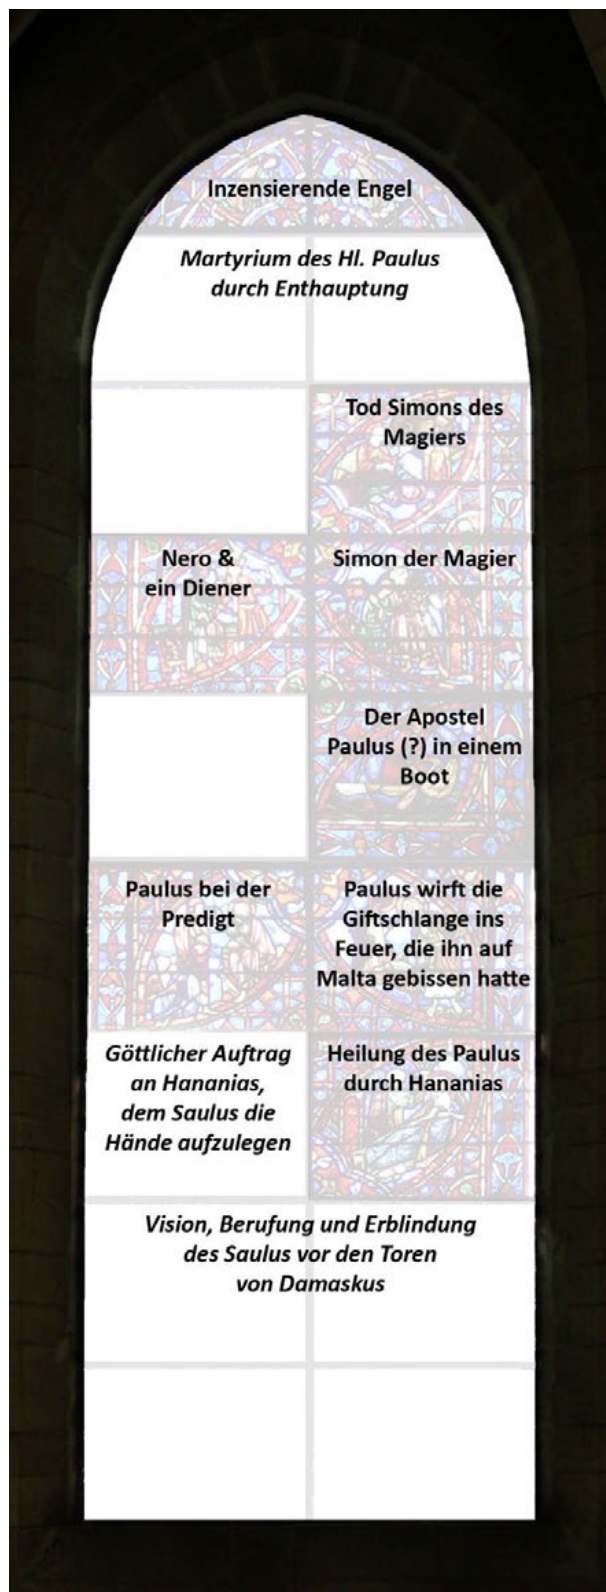 Inzensierende Engel
Martyrium des Hl. Paulus
durch Enthauptung
Tod Simons des
Magiers
Nero &
ein Diener
Simon der Magier
Der Apostel
Paulus (?) in einem
Boot
Paulus bei der
Predigt
Paulus wirft die
Giftschlange ins
Feuer, die ihn auf
Malta gebissen hatte
Göttlicher Auftrag
an Hananias,
dem Saulus die
Hände aufzulegen
Heilung des Paulus
durch Hananias
Vision, Berufung und Erblindung
des Saulus vor den Toren
von Damaskus